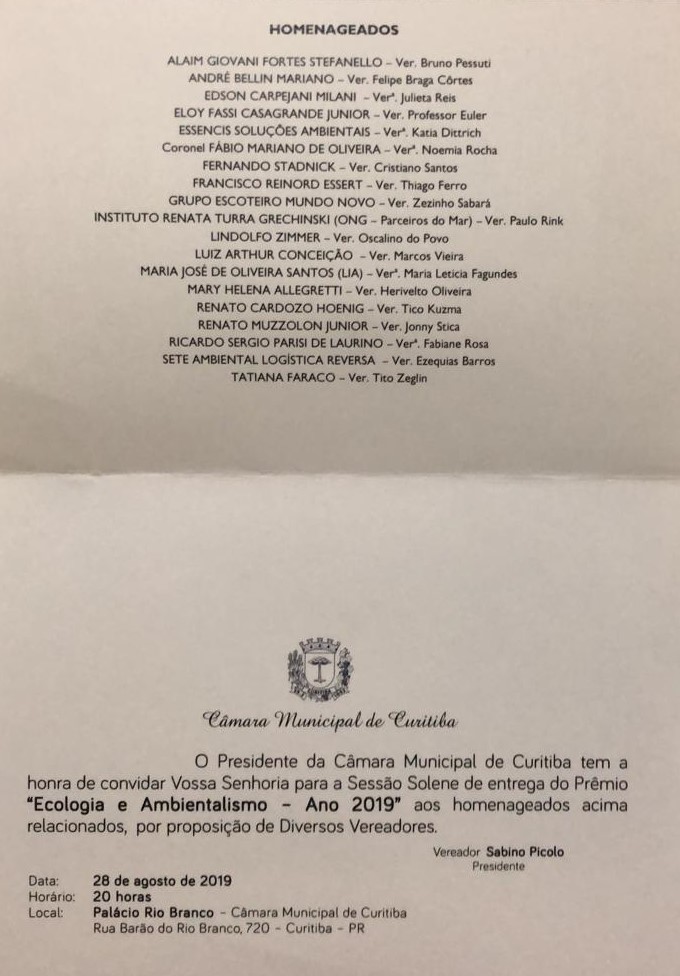 HOMENAGEADOS
ALAIM GIOVANI FORTES STEFANELLO – Ver. Bruno Pessuti
ANDRÉ BELLIN MARIANO – Ver. Felipe Braga Côrtes
EDSON CARPEJANI MILANI – Verª. Julieta Reis
ELOY FASSI CASAGRANDE JUNIOR – Ver. Professor Euler
ESSENCIS SOLUÇÕES AMBIENTAIS – Verª. Katia Dittrich
Coronel FÁBIO MARIANO DE OLIVEIRA – Verª. Noemia Rocha
FERNANDO STADNICK – Ver. Cristiano Santos
FRANCISCO REINORD ESSERT – Ver. Thiago Ferro
GRUPO ESCOTEIRO MUNDO NOVO – Ver. Zezinho Sabará
INSTITUTO RENATA TURRA GRECHINSKI (ONG – Parceiros do Mar) – Ver. Paulo Rink
LINDOLFO ZIMMER – Ver. Oscalino do Povo
LUIZ ARTHUR CONCEIÇÃO – Ver. Marcos Vieira
MARIA JOSÉ DE OLIVEIRA SANTOS (LIA) – Verª. Maria Leticia Fagundes
MARY HELENA ALLEGRETTI – Ver. Herivelto Oliveira
RENATO CARDOZO HOENIG – Ver. Tico Kuzma
RENATO MUZZOLON JUNIOR – Ver. Jonny Stica
RICARDO SERGIO PARISI DE LAURINO – Verª. Fabiane Rosa
SETE AMBIENTAL LOGÍSTICA REVERSA – Ver. Ezequias Barros
TATIANA FARACO – Ver. Tito Zeglin
Câmara Municipal de Curitiba
O Presidente da Câmara Municipal de Curitiba tem a
honra de convidar Vossa Senhoria para a Sessão Solene de entrega do Prêmio
"Ecologia e Ambientalismo – Ano 2019" aos homenageados acima
relacionados, por proposição de Diversos Vereadores.
Vereador Sabino Picolo
Presidente
Data: 28 de agosto de 2019
Horário: 20 horas
Local: Palácio Rio Branco – Câmara Municipal de Curitiba
Rua Barão do Rio Branco, 720 – Curitiba – PR